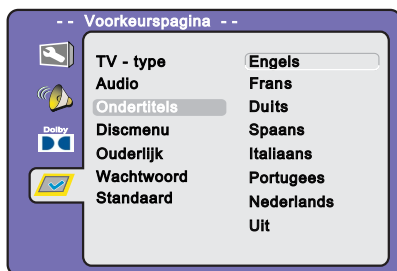 -- Voorkeurspagina --
TV - type
Audio
Ondertitels
Discmenu
Ouderlijk
Wachtwoord
Standaard
Engels
Frans
Duits
Spaans
Italiaans
Portugees
Nederlands
Uit
Dolby